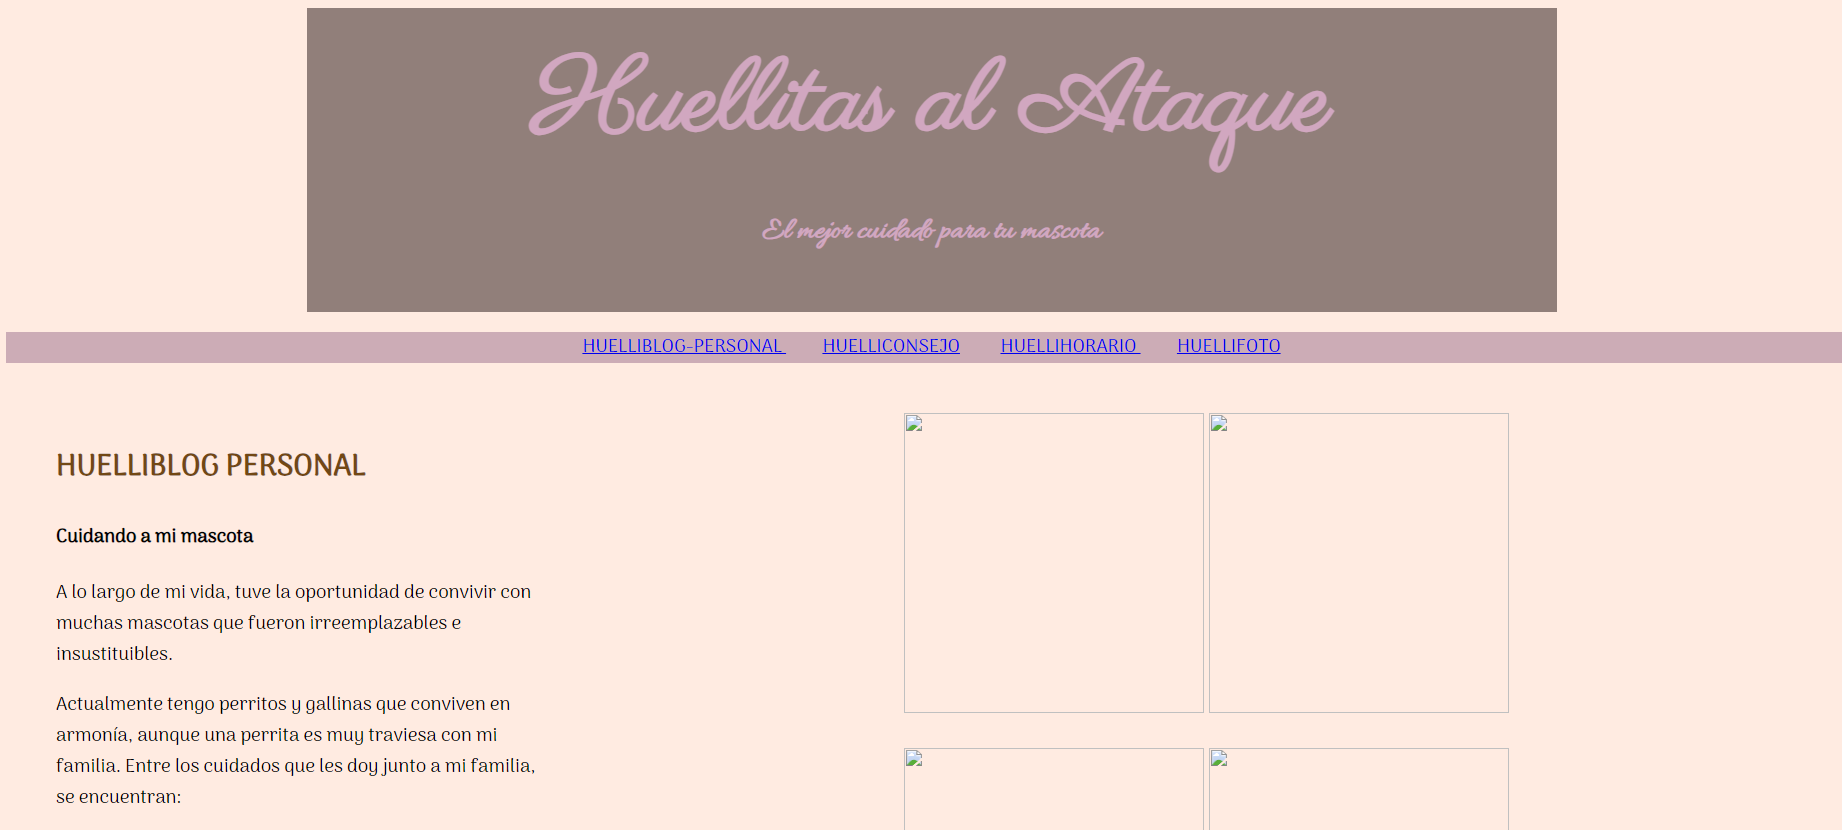 Huellitas al Ataque
El mejor cuidado para tu mascota
HUELLIBLOG-PERSONAL HUELLICONSEJO HUELLIHORARIO HUELLIFOTO
HUELLIBLOG PERSONAL
Cuidando a mi mascota
A lo largo de mi vida, tuve la oportunidad de convivir con
muchas mascotas que fueron irreemplazables e
insustituibles.
Actualmente tengo perritos y gallinas que conviven en
armonía, aunque una perrita es muy traviesa con mi
familia. Entre los cuidados que les doy junto a mi familia,
se encuentran: